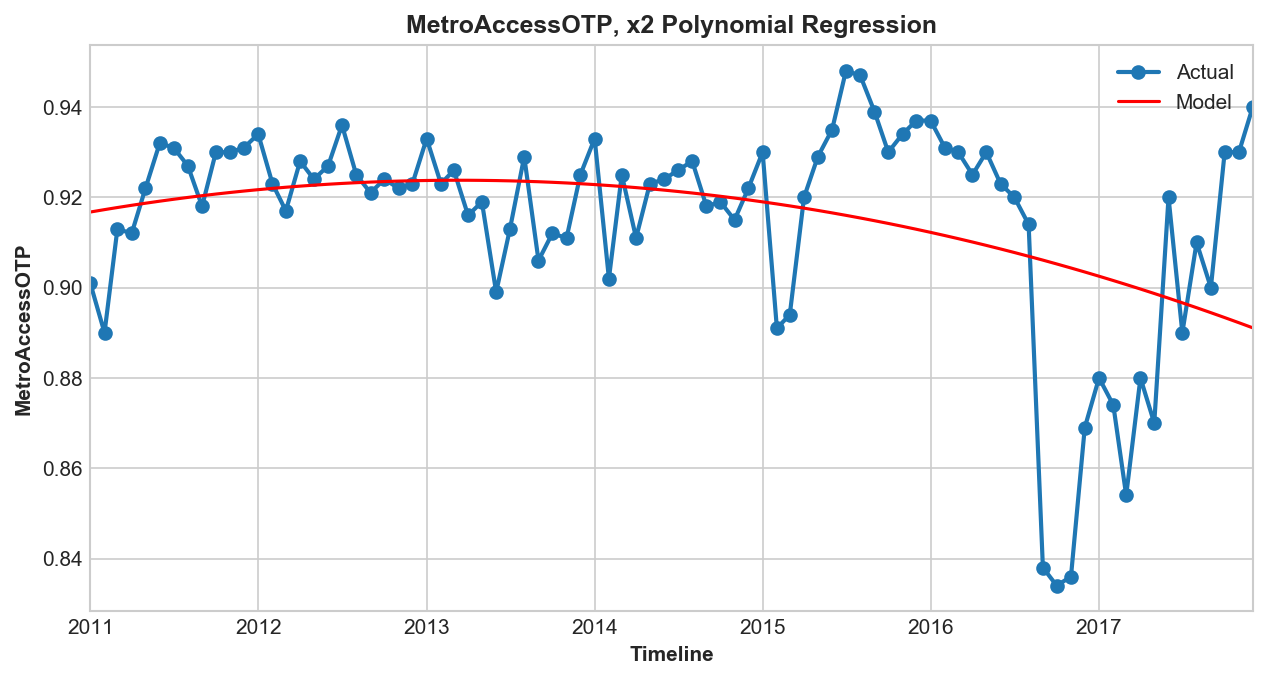 MetroAccessOTP, x2 Polynomial Regression
Actual
Model
MetroAccessOTP
0.94
0.92
0.90
0.88
0.86
0.84
2011 2012 2013 2014 2015 2016 2017
Timeline